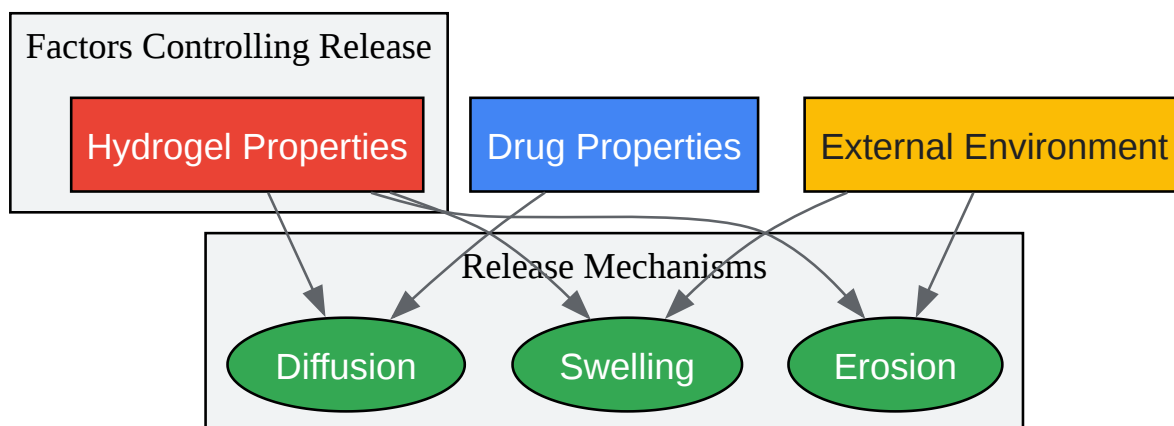 Factors Controlling Release
Hydrogel Properties
Drug Properties
External Environment
Release Mechanisms
Diffusion
Swelling
Erosion